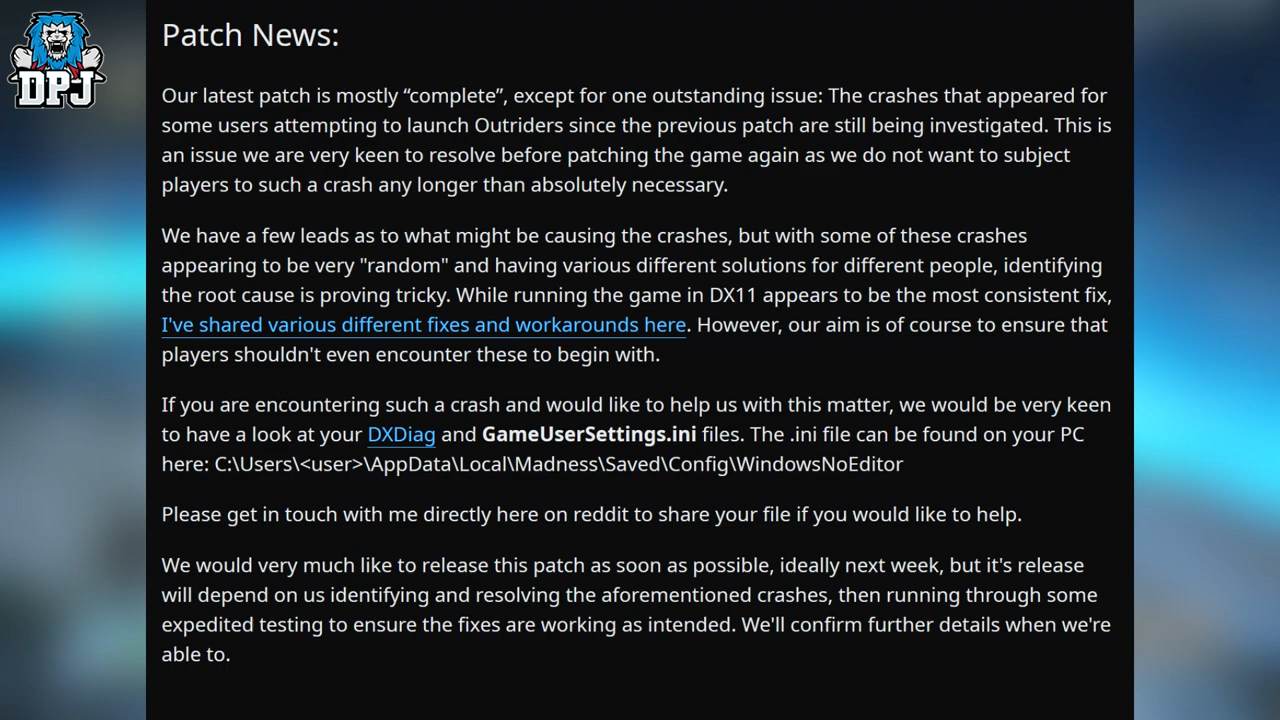 DPJ
Patch News:
Our latest patch is mostly “complete”, except for one outstanding issue: The crashes that appeared for
some users attempting to launch Outriders since the previous patch are still being investigated. This is
an issue we are very keen to resolve before patching the game again as we do not want to subject
players to such a crash any longer than absolutely necessary.
We have a few leads as to what might be causing the crashes, but with some of these crashes
appearing to be very "random" and having various different solutions for different people, identifying
the root cause is proving tricky. While running the game in DX11 appears to be the most consistent fix,
I've shared various different fixes and workarounds here. However, our aim is of course to ensure that
players shouldn't even encounter these to begin with.
If you are encountering such a crash and would like to help us with this matter, we would be very keen
to have a look at your DXDiag and GameUserSettings.ini files. The .ini file can be found on your PC
here: C:\Users\<user>\AppData\Local\Madness\Saved\Config\WindowsNoEditor
Please get in touch with me directly here on reddit to share your file if you would like to help.
We would very much like to release this patch as soon as possible, ideally next week, but it's release
will depend on us identifying and resolving the aforementioned crashes, then running through some
expedited testing to ensure the fixes are working as intended. We'll confirm further details when we're
able to.